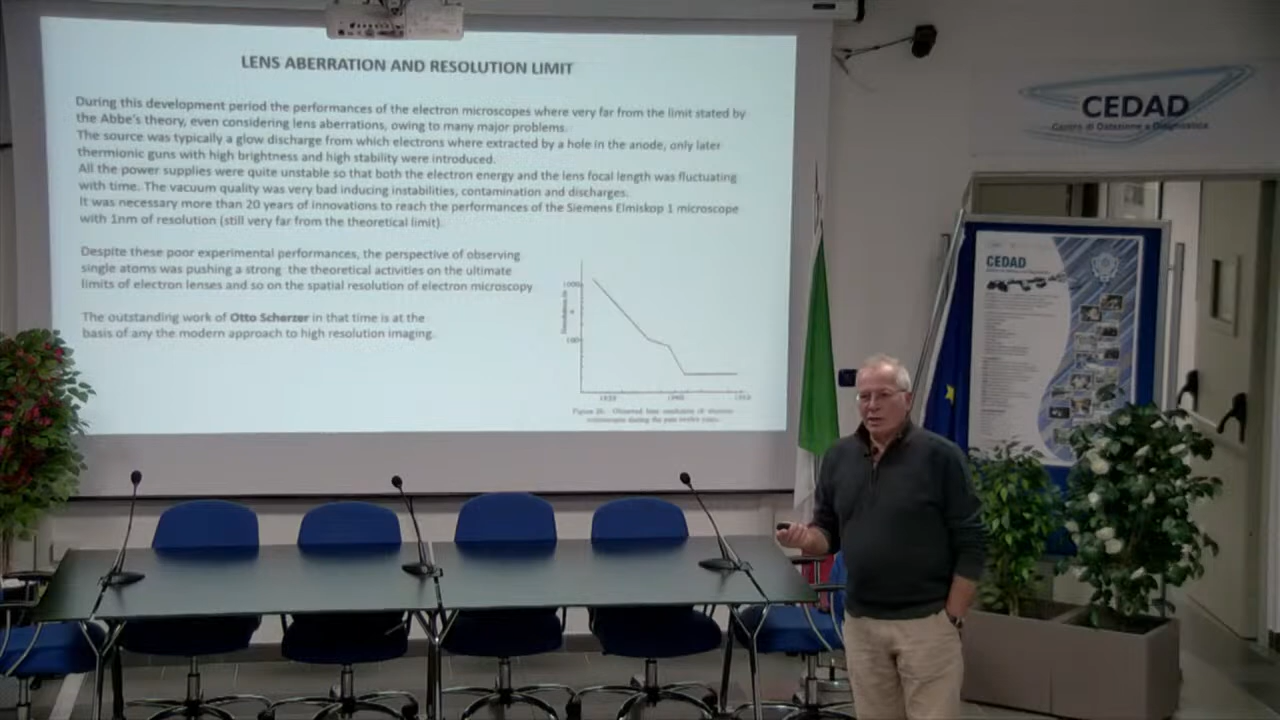 LENS ABERRATION AND RESOLUTION LIMIT
During this development period the performances of the electron microscopes where very far from the limit stated by
the Abbe's theory, even considering lens aberrations, owing to many major problems.
The source was typically a glow discharge from which electrons where extracted by a hole in the anode, only later
thermionic guns with high brightness and high stability were introduced.
All the power supplies were quite unstable so that both the electron energy and the lens focal length was fluctuating
with time. The vacuum quality was very bad inducing instabilities, contamination and discharges.
It was necessary more than 20 years of innovations to reach the performances of the Siemens Elmiskop 1 microscope
with 1nm of resolution (still very far from the theoretical limit).
Despite these poor experimental performances, the perspective of observing
single atoms was pushing a strong the theoretical activities on the ultimate
limits of electron lenses and so on the spatial resolution of electron microscopy
The outstanding work of Otto Scherzer in that time is at the
basis of any the modern approach to high resolution imaging.
1000
100
1940
CEDAD
Centro di Datazione e Diagnostica
CEDAD